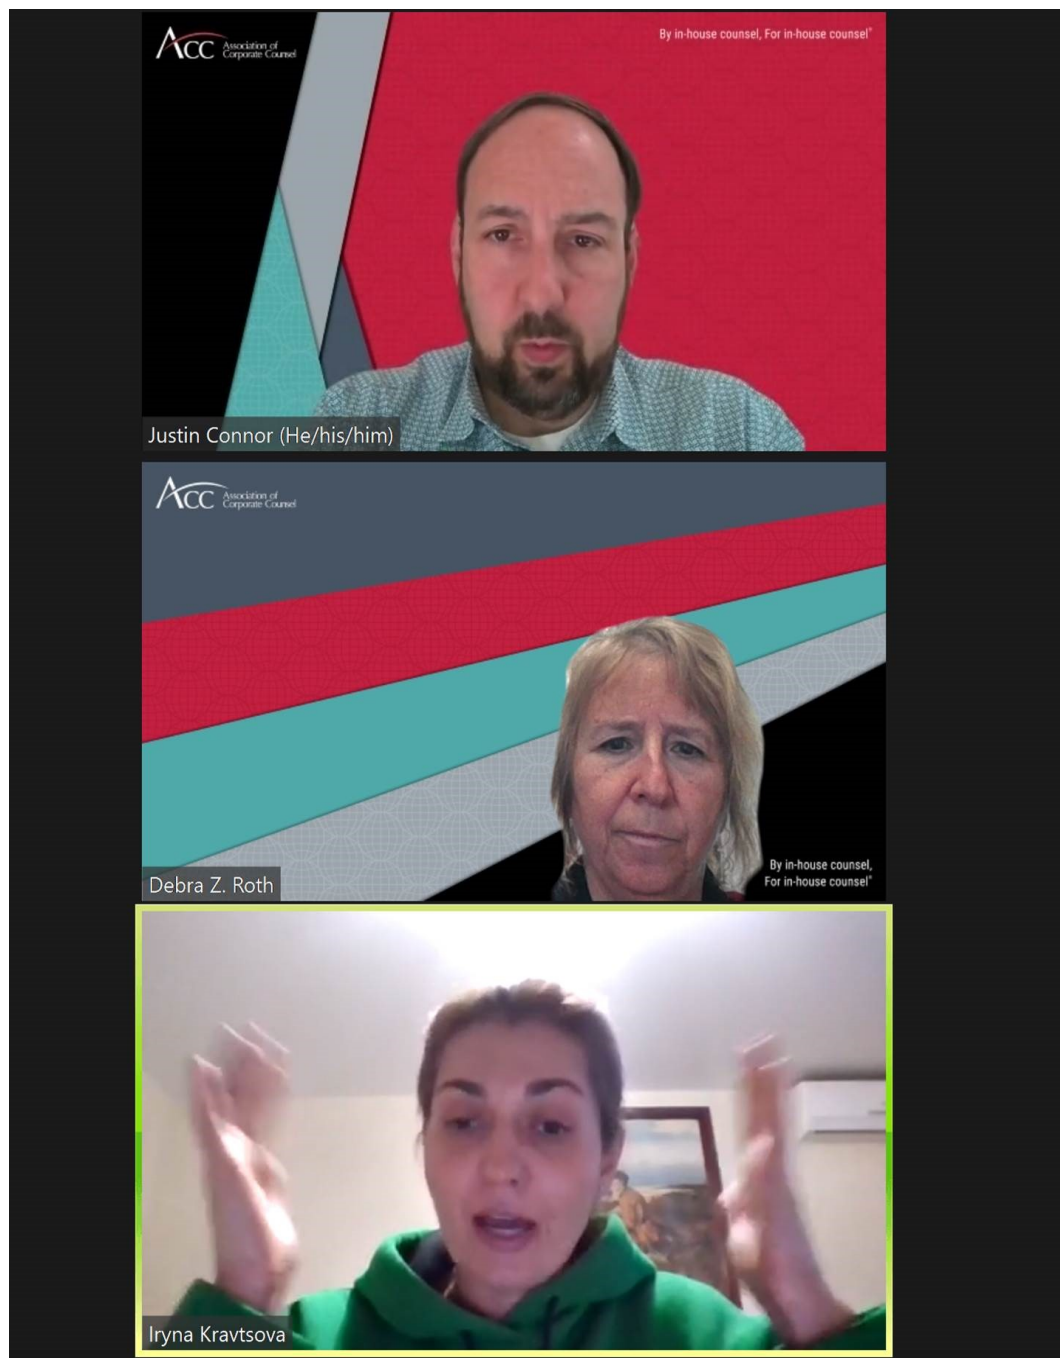 ACC Association of
Corporate Counsel
By in-house counsel, For in-house counsel®
Justin Connor (He/his/him)
ACC Association of
Corporate Counsel
Debra Z. Roth
By in-house counsel,
For in-house counsel®
Iryna Kravtsova